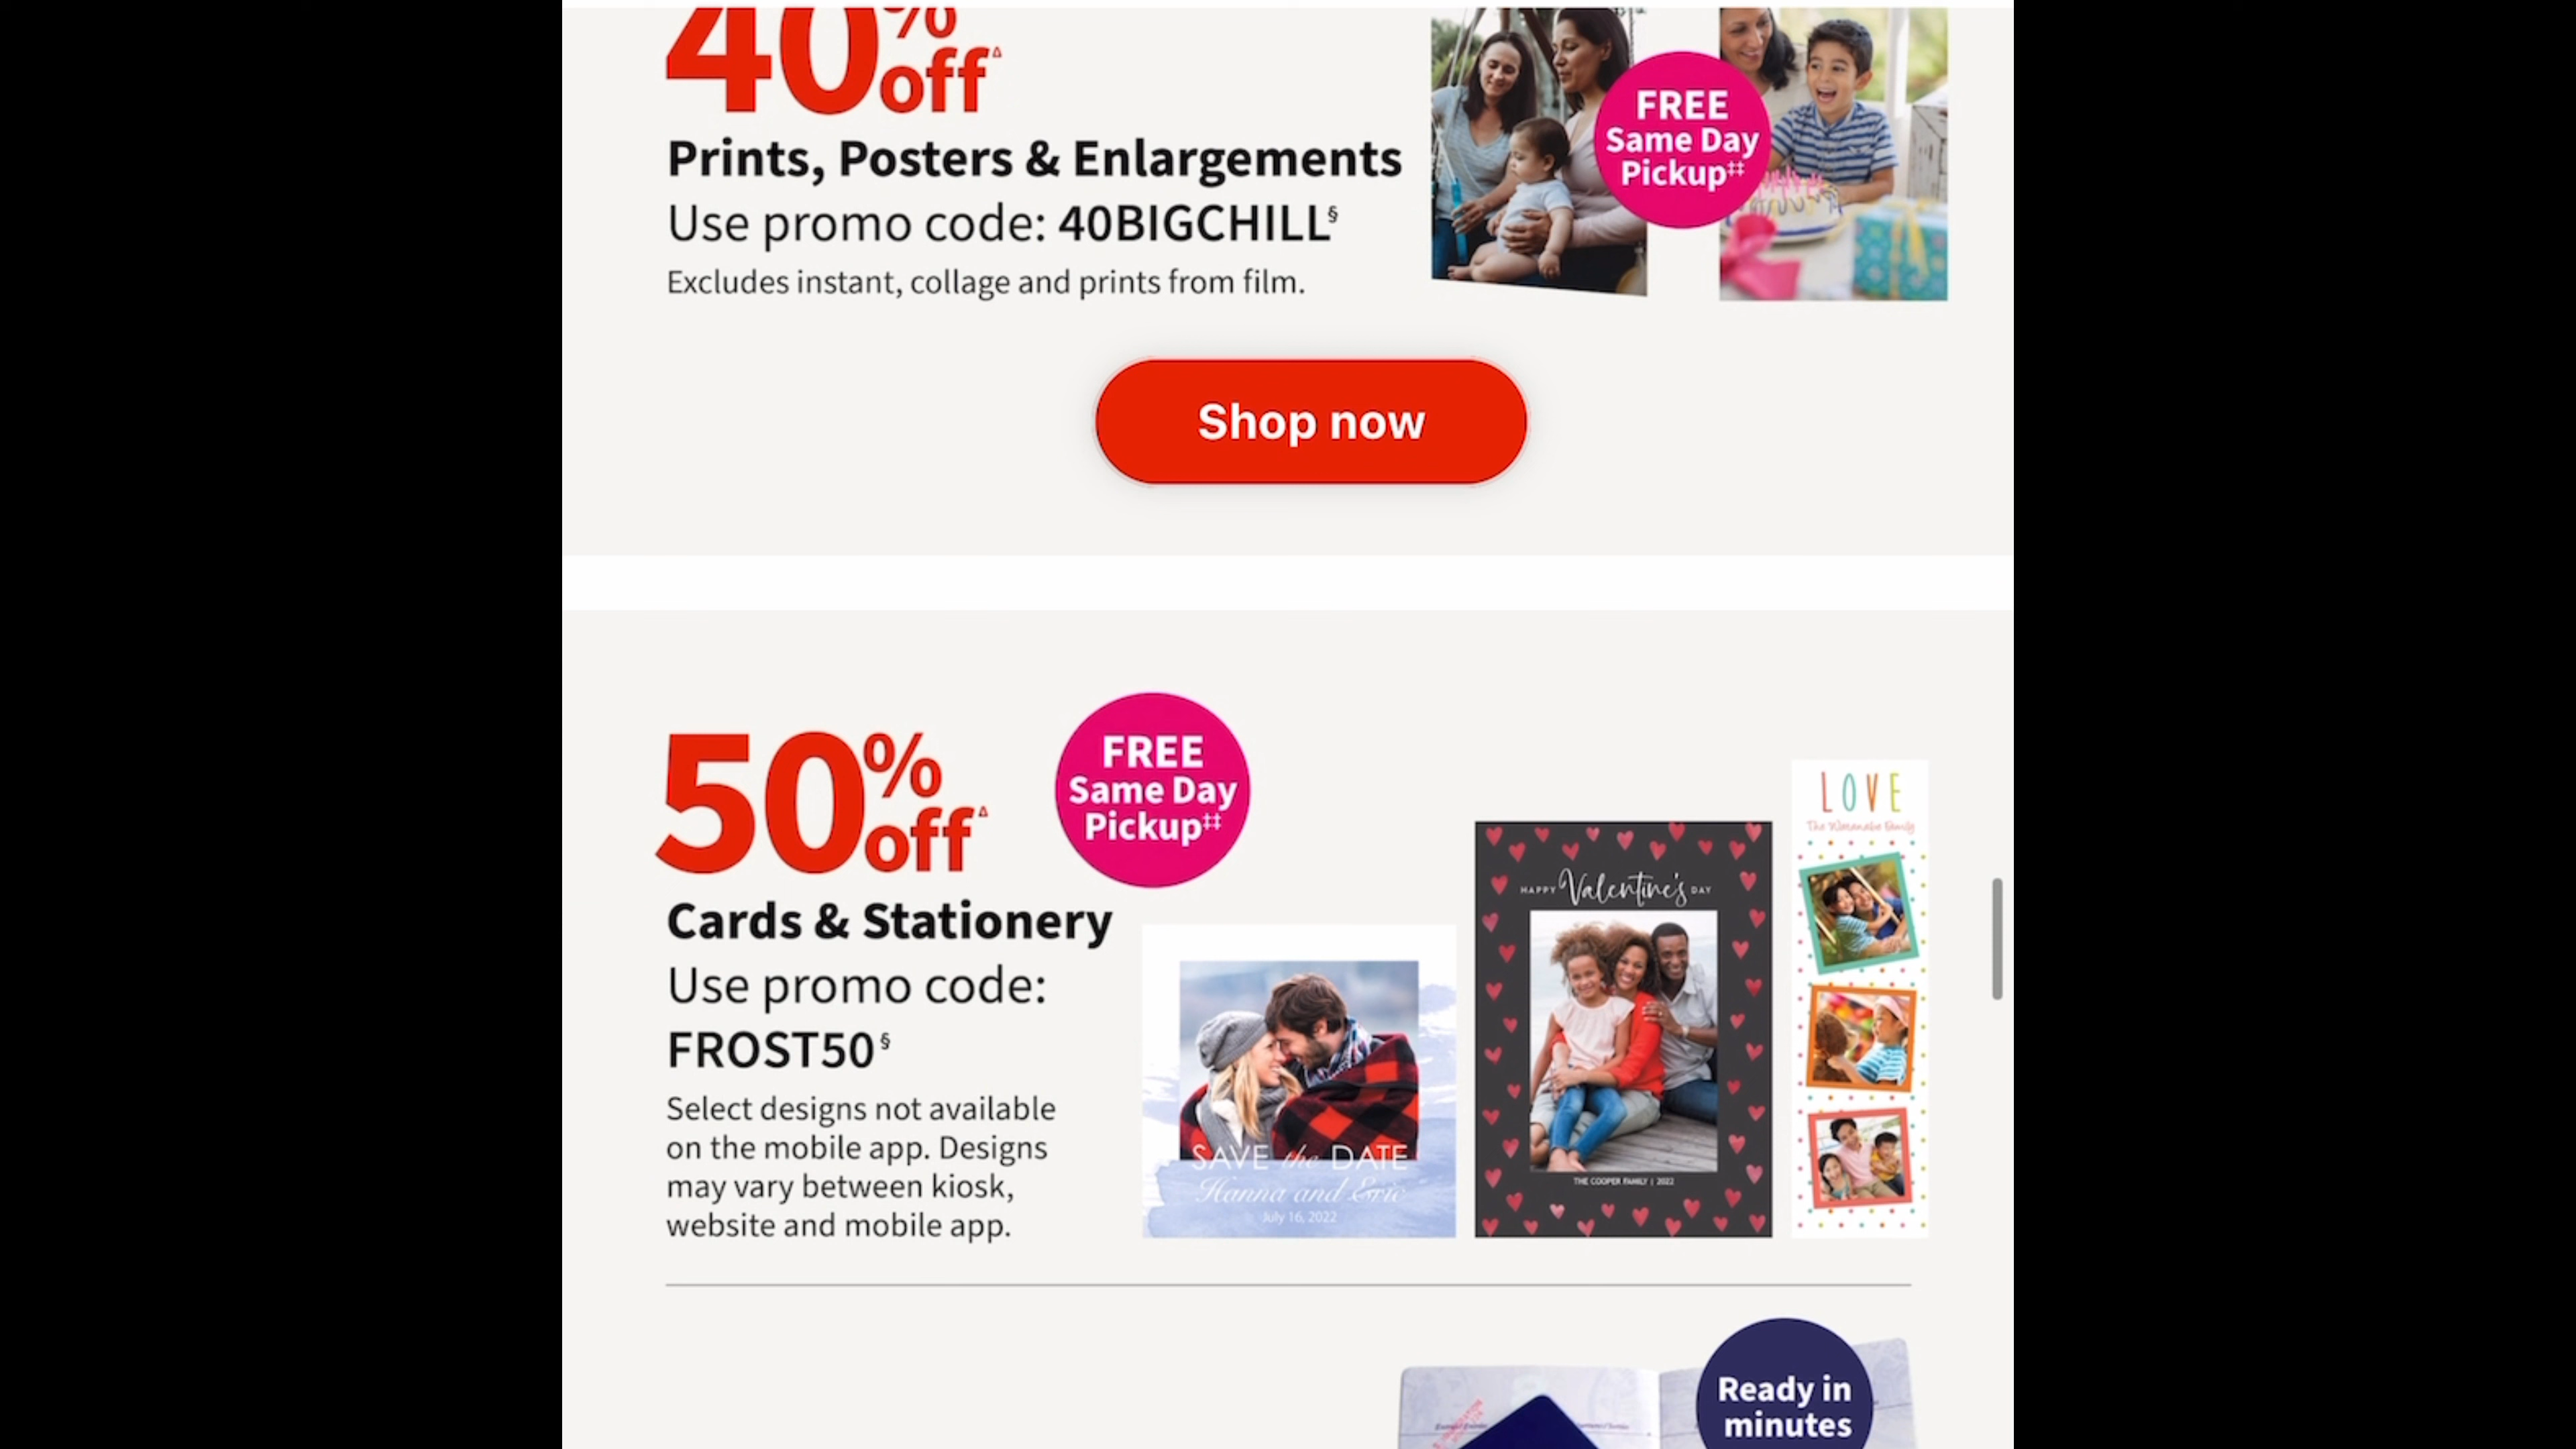 40% off△
Prints, Posters & Enlargements
Use promo code: 40BIGCHILL§
Excludes instant, collage and prints from film.
FREE
Same Day
Pickup‡‡
Shop now
50% off△
FREE
Same Day
Pickup‡‡
Cards & Stationery
Use promo code:
FROST50§
Select designs not available
on the mobile app. Designs
may vary between kiosk,
website and mobile app.
SAVE the DATE
Hanna and Eric
July 16, 2022
HAPPY Valentine's DAY
THE COOPER FAMILY | 2022
LOVE
The Watanabe Family
Ready in
minutes